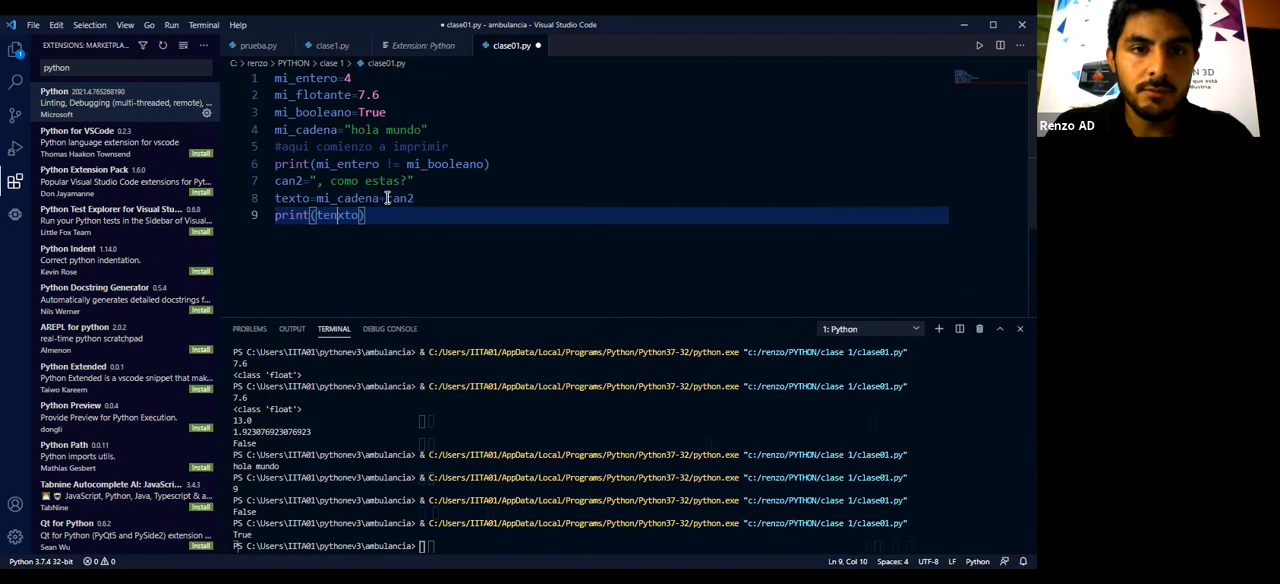 File Edit Selection View Go Run Terminal Help
● clase01.py - ambulancia - Visual Studio Code
EXTENSIONS: MARKETPLA...
python
Python 2021.4.765268190
Linting, Debugging (multi-threaded, remote), ...
Microsoft
Python for VSCode 0.2.3
Python language extension for vscode
Thomas Haakon Townsend Install
Python Extension Pack 1.6.0
Popular Visual Studio Code extensions for Pyt...
Don Jayamanne Install
Python Test Explorer for Visual Stu... 0.6.8
Run your Python tests in the Sidebar of Visual...
Little Fox Team Install
Python Indent 1.14.0
Correct python indentation.
Kevin Rose Install
Python Docstring Generator 0.5.4
Automatically generates detailed docstrings f...
Nils Werner Install
AREPL for python 2.0.2
real-time python scratchpad
Almenon Install
Python Extended 0.0.1
Python Extended is a vscode snippet that mak...
Taiwo Kareem Install
Python Preview 0.0.4
Provide Preview for Python Execution.
dongli Install
Python Path 0.0.11
Python imports utils.
Mathias Gesbert Install
Tabnine Autocomplete AI: JavaScri... 3.4.3
JavaScript, Python, Java, Typescript & a...
TabNine Install
Qt for Python 0.6.2
Qt for Python (PyQt5 and PySide2) extension ...
Sean Wu Install
prueba.py clase1.py Extension: Python clase01.py ●
C: > renzo > PYTHON > clase 1 > clase01.py
1 mi_entero=4
2 mi_flotante=7.6
3 mi_booleano=True
4 mi_cadena="hola mundo"
5 #aqui comienzo a imprimir
6 print(mi_entero != mi_booleano)
7 can2=", como estas?"
8 texto=mi_cadena+can2
9 print(tenxto)
PROBLEMS OUTPUT TERMINAL DEBUG CONSOLE 1: Python
PS C:\Users\IITA01\pythonev3\ambulancia> & C:/Users/IITA01/AppData/Local/Programs/Python/Python37-32/python.exe "c:/renzo/PYTHON/clase 1/clase01.py"
7.6
<class 'float'>
PS C:\Users\IITA01\pythonev3\ambulancia> & C:/Users/IITA01/AppData/Local/Programs/Python/Python37-32/python.exe "c:/renzo/PYTHON/clase 1/clase01.py"
7.6
<class 'float'>
13.0
1.923076923076923
False
PS C:\Users\IITA01\pythonev3\ambulancia> & C:/Users/IITA01/AppData/Local/Programs/Python/Python37-32/python.exe "c:/renzo/PYTHON/clase 1/clase01.py"
hola mundo
PS C:\Users\IITA01\pythonev3\ambulancia> & C:/Users/IITA01/AppData/Local/Programs/Python/Python37-32/python.exe "c:/renzo/PYTHON/clase 1/clase01.py"
9
PS C:\Users\IITA01\pythonev3\ambulancia> & C:/Users/IITA01/AppData/Local/Programs/Python/Python37-32/python.exe "c:/renzo/PYTHON/clase 1/clase01.py"
False
PS C:\Users\IITA01\pythonev3\ambulancia> & C:/Users/IITA01/AppData/Local/Programs/Python/Python37-32/python.exe "c:/renzo/PYTHON/clase 1/clase01.py"
True
PS C:\Users\IITA01\pythonev3\ambulancia>
Python 3.7.4 32-bit 0 0 Ln 9, Col 10 Spaces: 4 UTF-8 LF Python
N 3D
que está
ustria.
Renzo AD